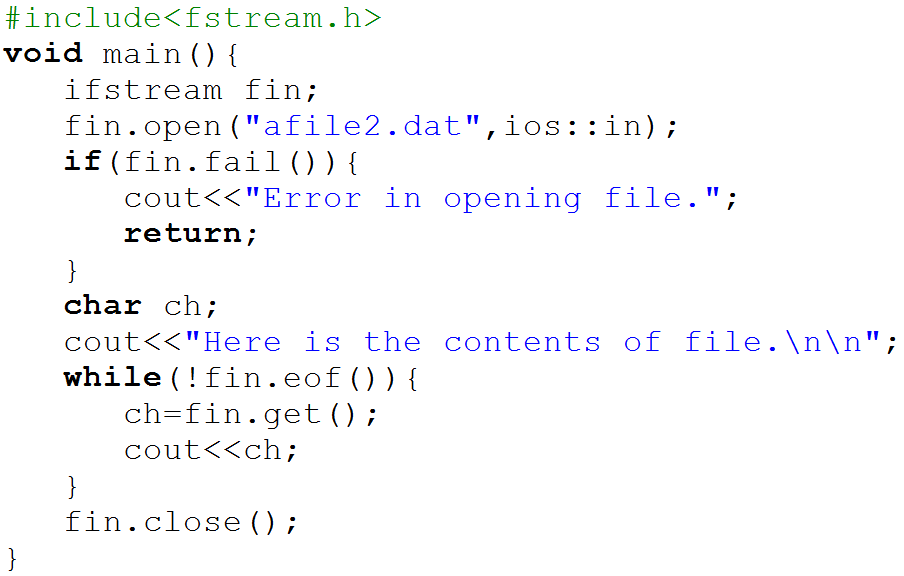 #include<fstream.h>
void main(){
   ifstream fin;
   fin.open("afile2.dat",ios::in);
   if(fin.fail()){
      cout<<"Error in opening file.";
      return;
   }
   char ch;
   cout<<"Here is the contents of file.\n\n";
   while(!fin.eof()){
      ch=fin.get();
      cout<<ch;
   }
   fin.close();
}